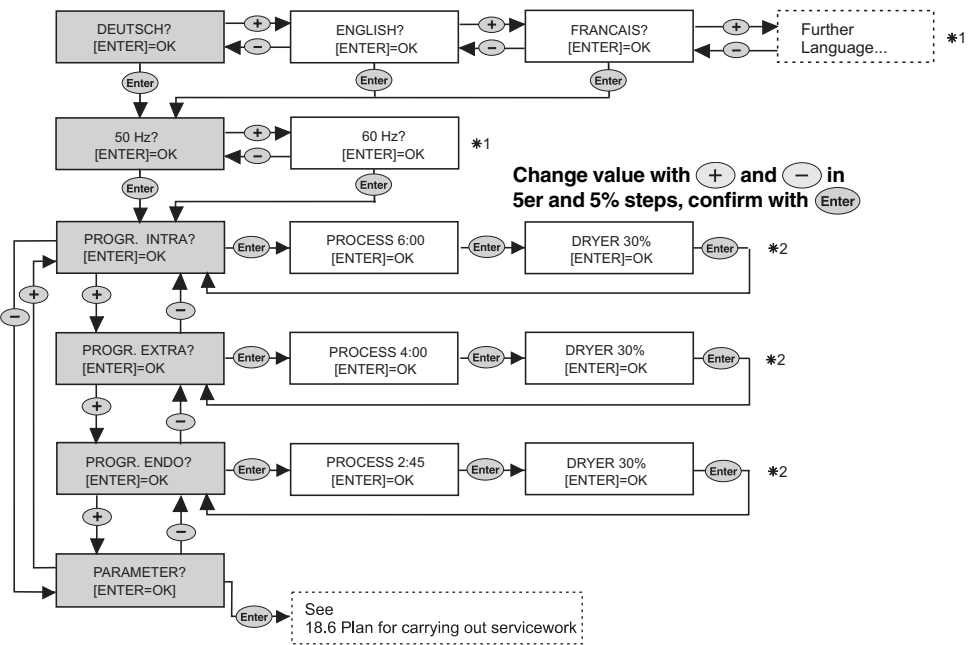 DEUTSCH?
[ENTER]=OK
+
−
ENGLISH?
[ENTER]=OK
+
−
FRANCAIS?
[ENTER]=OK
+
−
Further
Language...
✱1
Enter
Enter
Enter
50 Hz?
[ENTER]=OK
+
−
60 Hz?
[ENTER]=OK
✱1
Enter
Enter
Change value with + and − in
5er and 5% steps, confirm with Enter
PROGR. INTRA?
[ENTER]=OK
Enter
PROCESS 6:00
[ENTER]=OK
Enter
DRYER 30%
[ENTER]=OK
Enter
✱2
+
−
+
−
PROGR. EXTRA?
[ENTER]=OK
Enter
PROCESS 4:00
[ENTER]=OK
Enter
DRYER 30%
[ENTER]=OK
Enter
✱2
+
−
PROGR. ENDO?
[ENTER]=OK
Enter
PROCESS 2:45
[ENTER]=OK
Enter
DRYER 30%
[ENTER]=OK
Enter
✱2
+
−
PARAMETER?
[ENTER=OK]
Enter
See
18.6 Plan for carrying out servicework